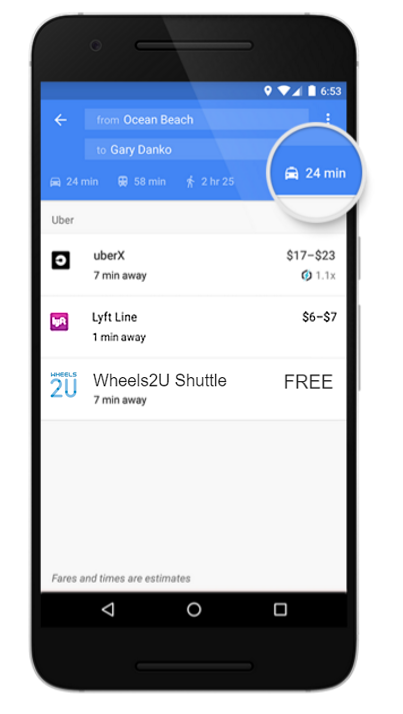 6:53
from Ocean Beach
to Gary Danko
24 min
58 min
2 hr 25
24 min
Uber
uberX
$17–$23
7 min away
1.1x
lyft
Lyft Line
$6–$7
1 min away
WHEELS
2U
Wheels2U Shuttle
FREE
7 min away
Fares and times are estimates